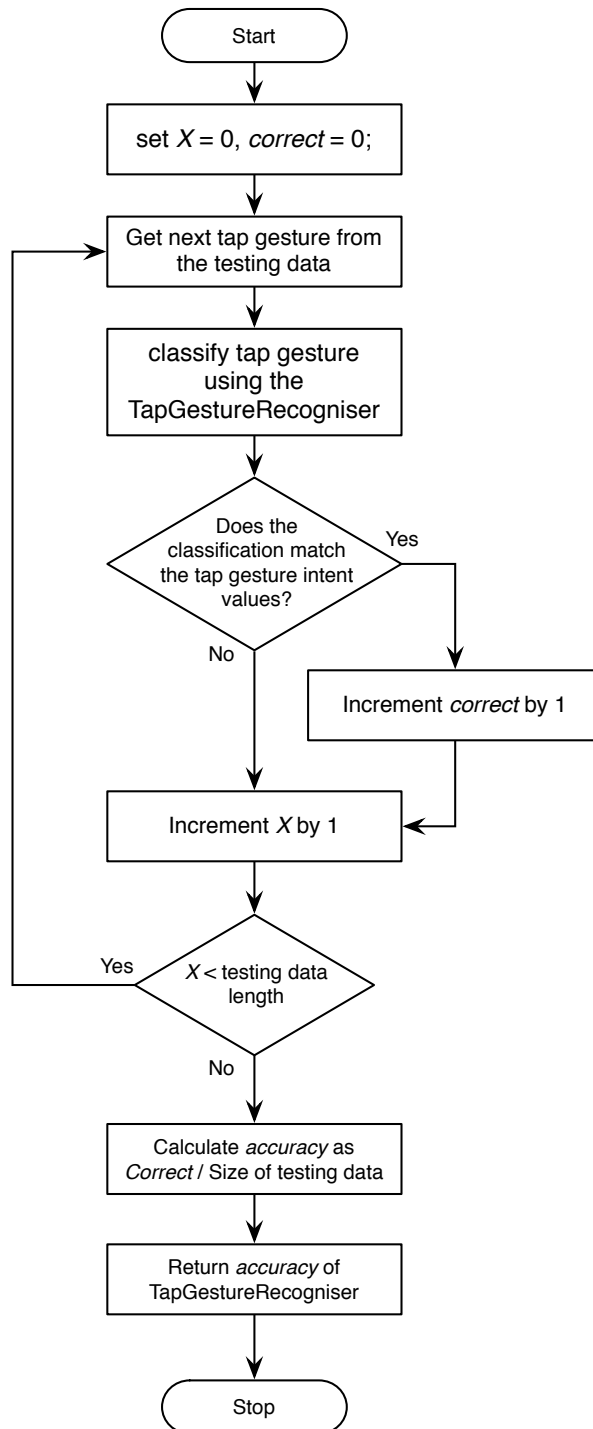 Start
set X = 0, correct = 0;
Get next tap gesture from
the testing data
classify tap gesture
using the
TapGestureRecogniser
Does the
classification match
the tap gesture intent
values?
Yes
No
Increment correct by 1
Increment X by 1
Yes
X < testing data
length
No
Calculate accuracy as
Correct / Size of testing data
Return accuracy of
TapGestureRecogniser
Stop